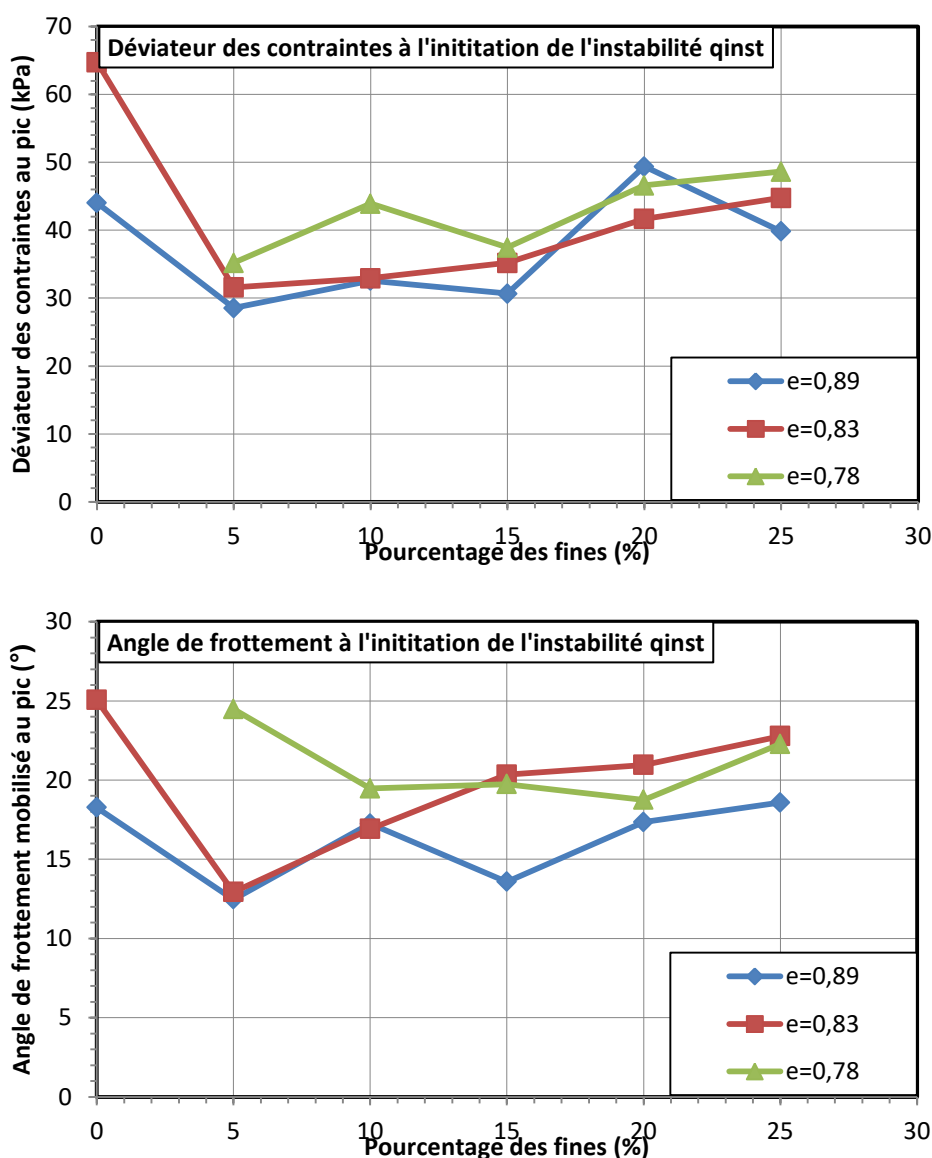 Déviateur des contraintes au pic (kPa)
Déviateur des contraintes à l'inititation de l'instabilité qinst
70
60
50
40
30
20
10
0
e=0,89
e=0,83
e=0,78
0 5 10 15 20 25 30
Pourcentage des fines (%)
Angle de frottement mobilisé au pic (°)
Angle de frottement à l'inititation de l'instabilité qinst
30
25
20
15
10
5
0
e=0,89
e=0,83
e=0,78
0 5 10 15 20 25 30
Pourcentage des fines (%)